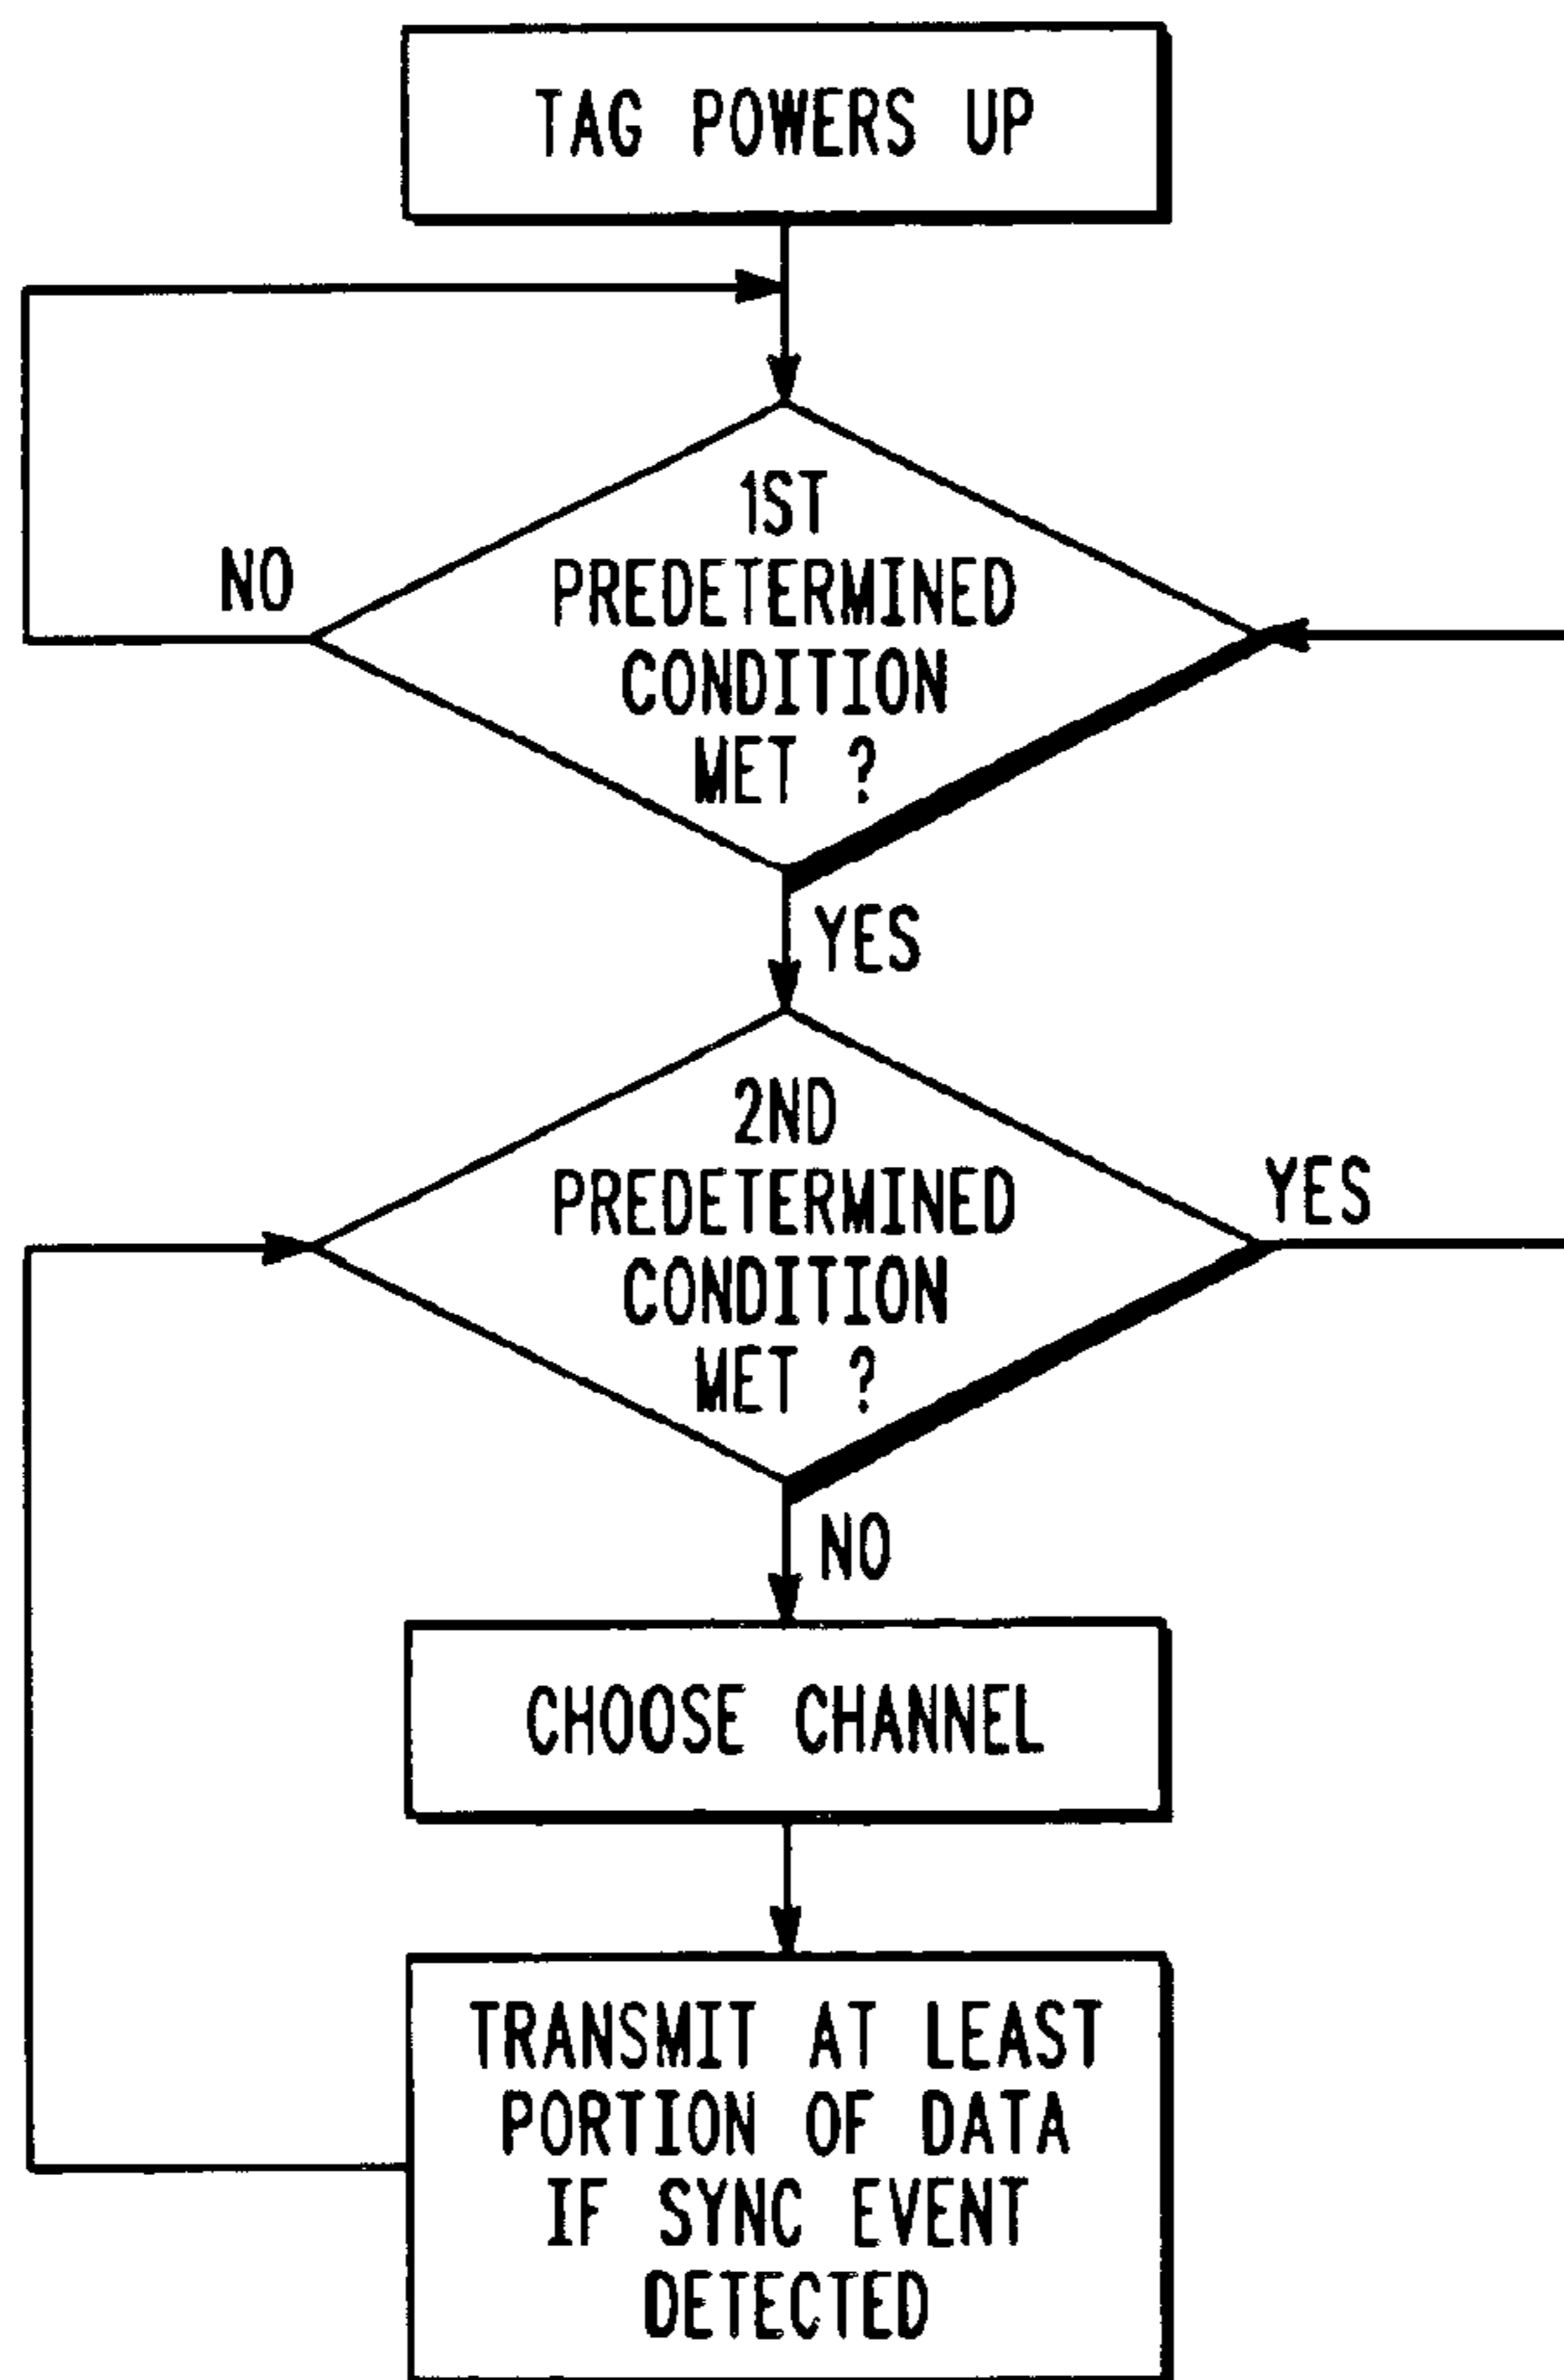 TAG POWERS UP
1ST
PREDETERMINED
CONDITION
MET ?
NO
YES
2ND
PREDETERMINED
CONDITION
MET ?
YES
NO
CHOOSE CHANNEL
TRANSMIT AT LEAST
PORTION OF DATA
IF SYNC EVENT
DETECTED